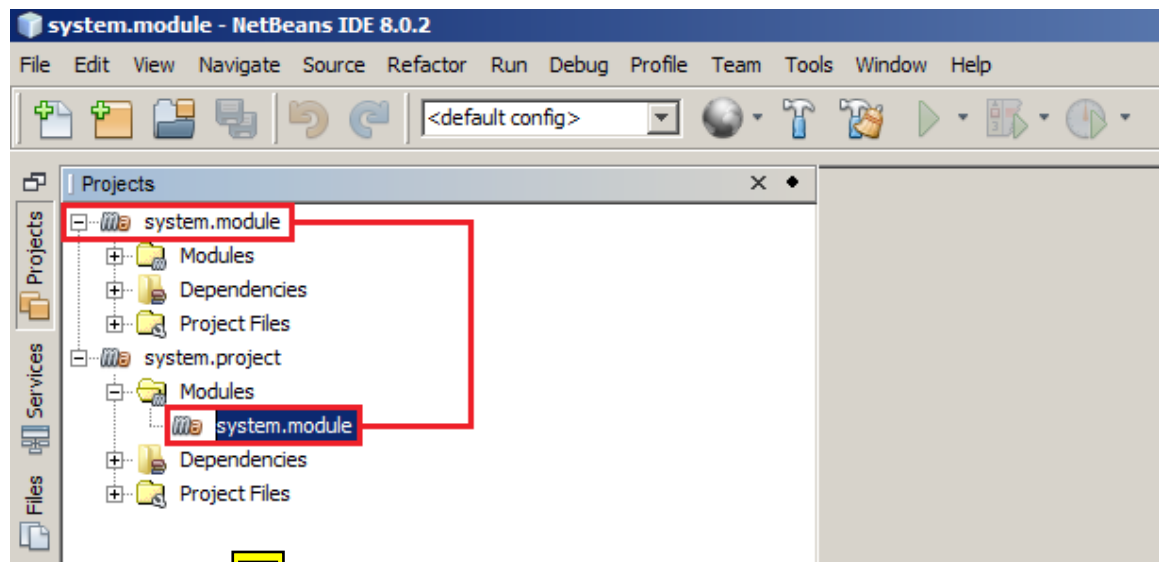 system.module - NetBeans IDE 8.0.2
File Edit View Navigate Source Refactor Run Debug Profile Team Tools Window Help
<default config>
Projects
system.module
Modules
Dependencies
Project Files
system.project
Modules
system.module
Dependencies
Project Files
Projects
Services
Files